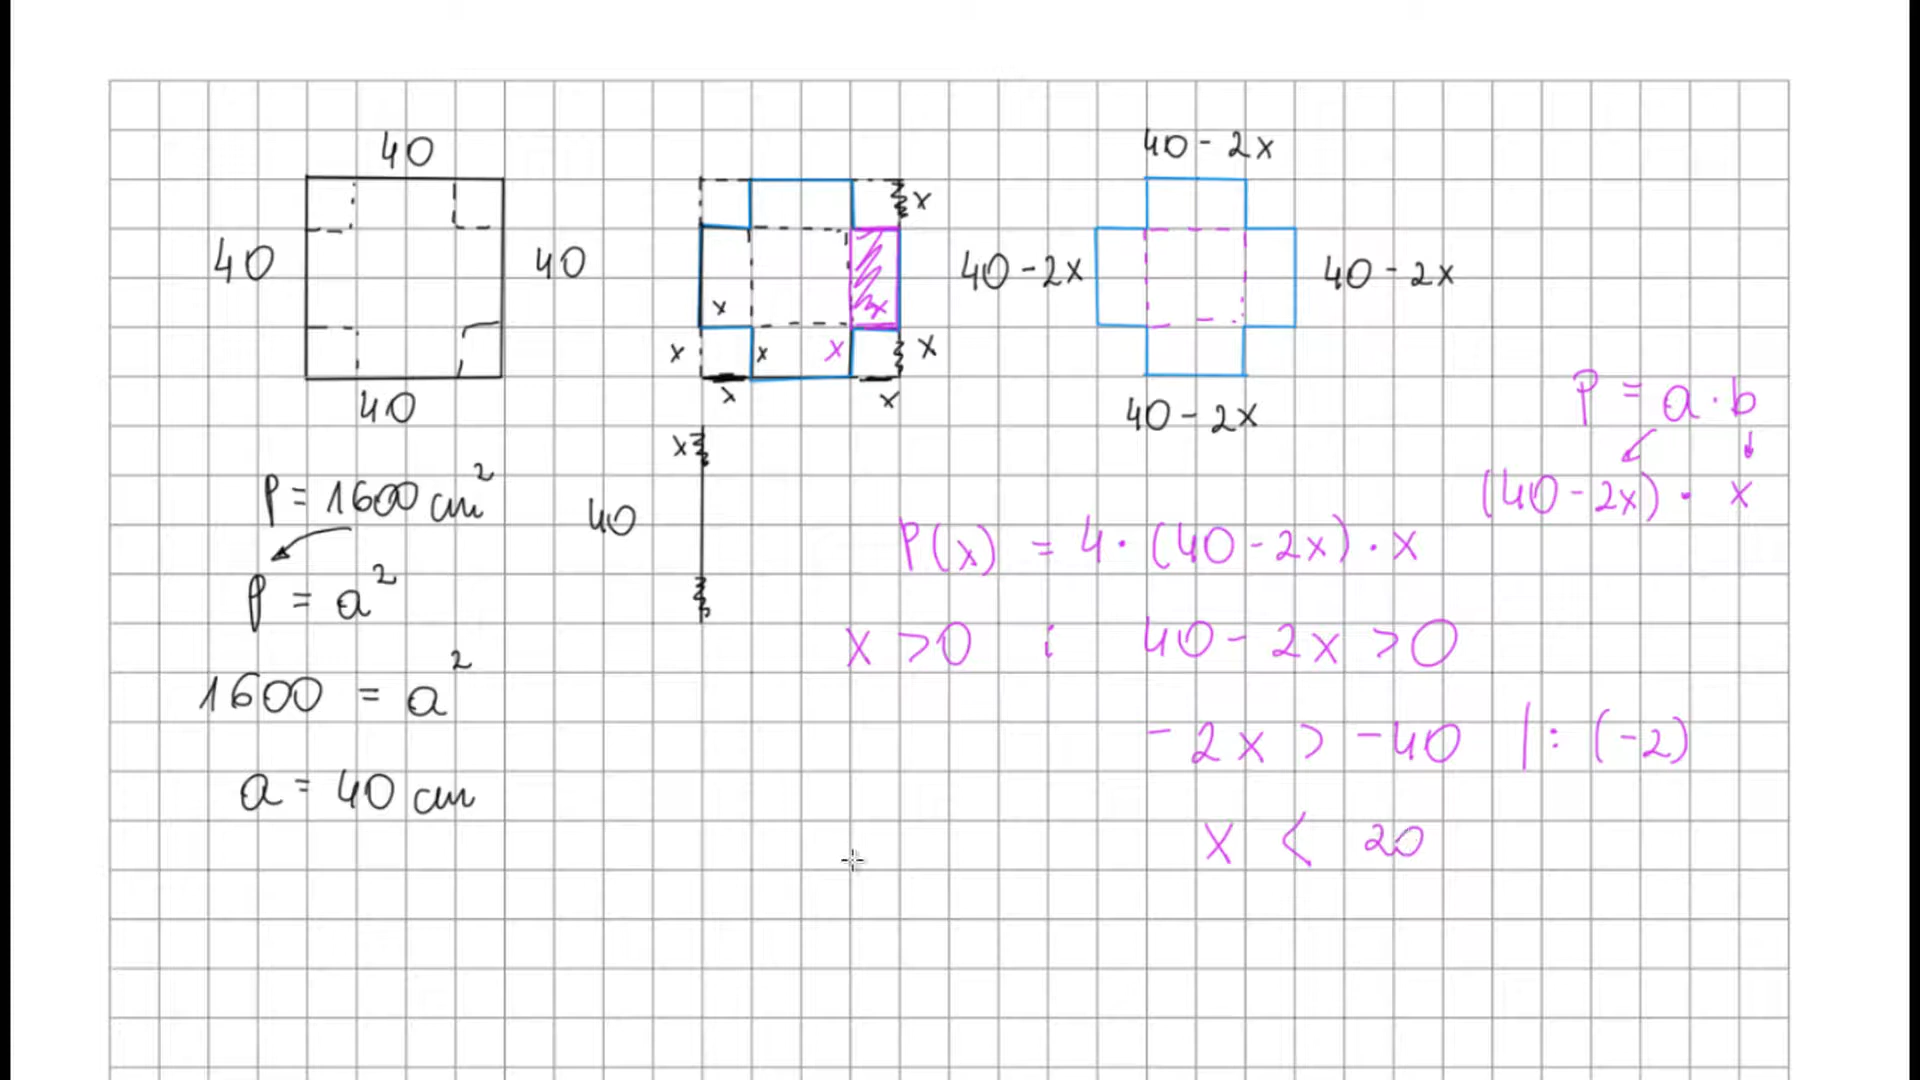 40
40
40
40
P = 1600 cm²
P = a²
1600 = a²
a = 40 cm
x
x
x
x
x
x
x
x
x
x
40
40 - 2x
40 - 2x
40 - 2x
40 - 2x
P = a · b
(40 - 2x) · x
P(x) = 4 · (40 - 2x) · x
x > 0 i 40 - 2x > 0
- 2x > - 40 | : (-2)
x < 20